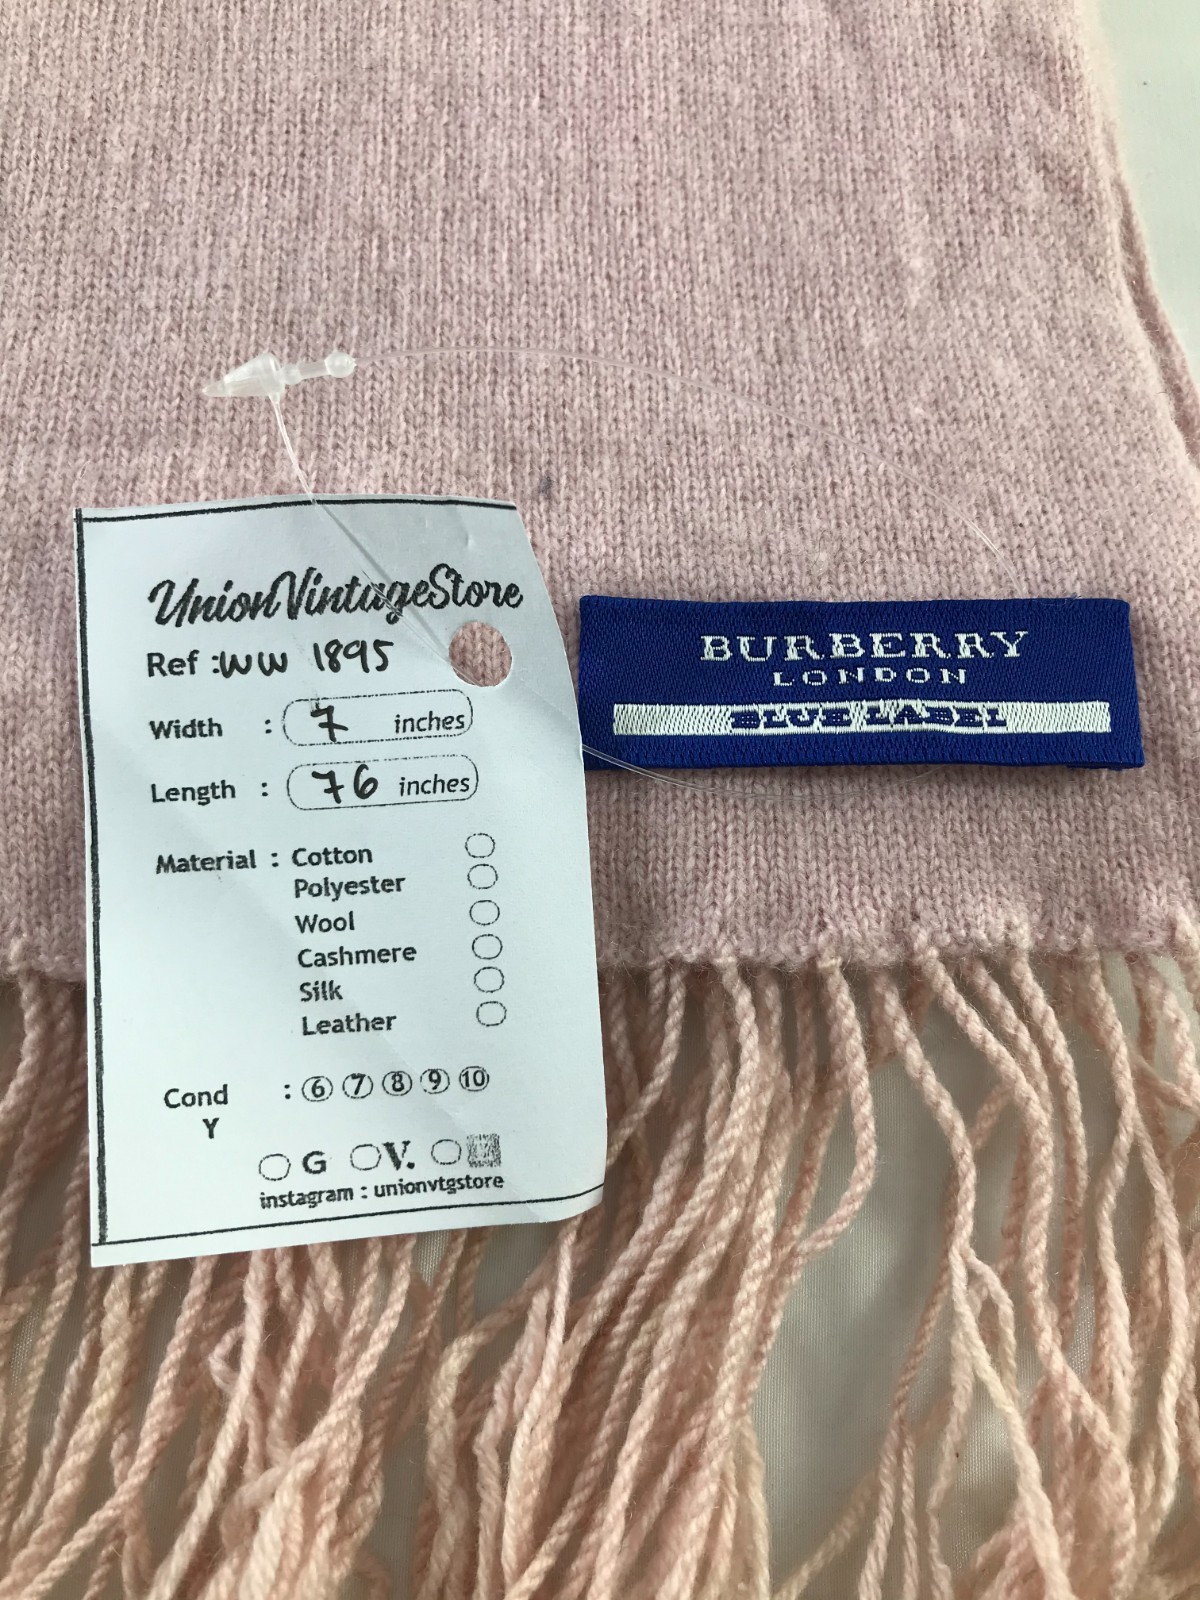 UnionVintageStore
Ref :WW 1895
Width : 7 inches
Length : 76 inches
Material : Cotton
Polyester
Wool
Cashmere
Silk
Leather
Cond : 6 7 8 9 10
Y
G V.
instagram : unionvtgstore
BURBERRY
LONDON
BLUE LABEL